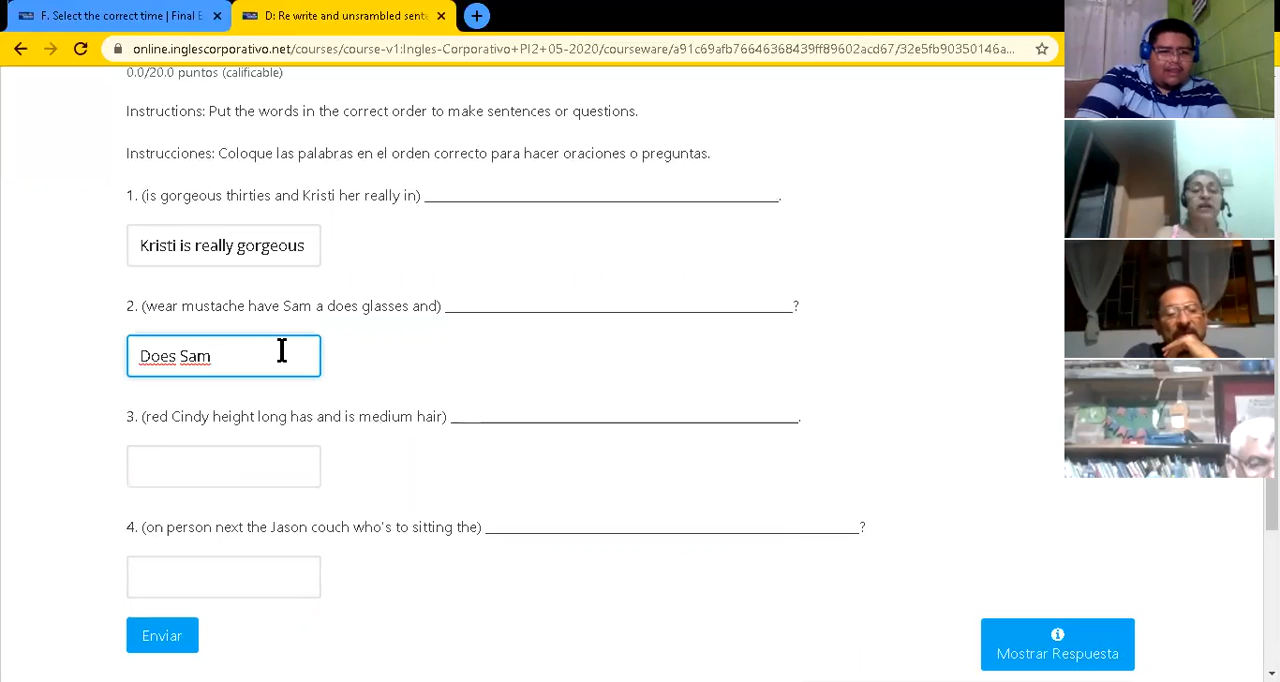 F. Select the correct time | Final E
D: Re write and unsrambled sente
online.inglescorporativo.net/courses/course-v1:Ingles-Corporativo+PI2+05-2020/courseware/a91c69afb76646368439ff89602acd67/32e5fb90350146a...
0.0/20.0 puntos (calificable)
Instructions: Put the words in the correct order to make sentences or questions.
Instrucciones: Coloque las palabras en el orden correcto para hacer oraciones o preguntas.
1. (is gorgeous thirties and Kristi her really in) ______________________________.
Kristi is really gorgeous
2. (wear mustache have Sam a does glasses and) ______________________________?
Does Sam
3. (red Cindy height long has and is medium hair) ______________________________.
4. (on person next the Jason couch who's to sitting the) ______________________________?
Enviar
Mostrar Respuesta